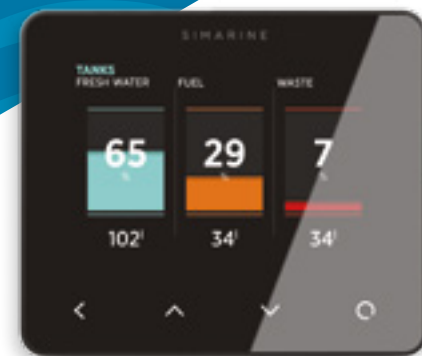 SIMARINE
TANKS
FRESH WATER FUEL WASTE
65 29 7
% % %
102l 34l 34l